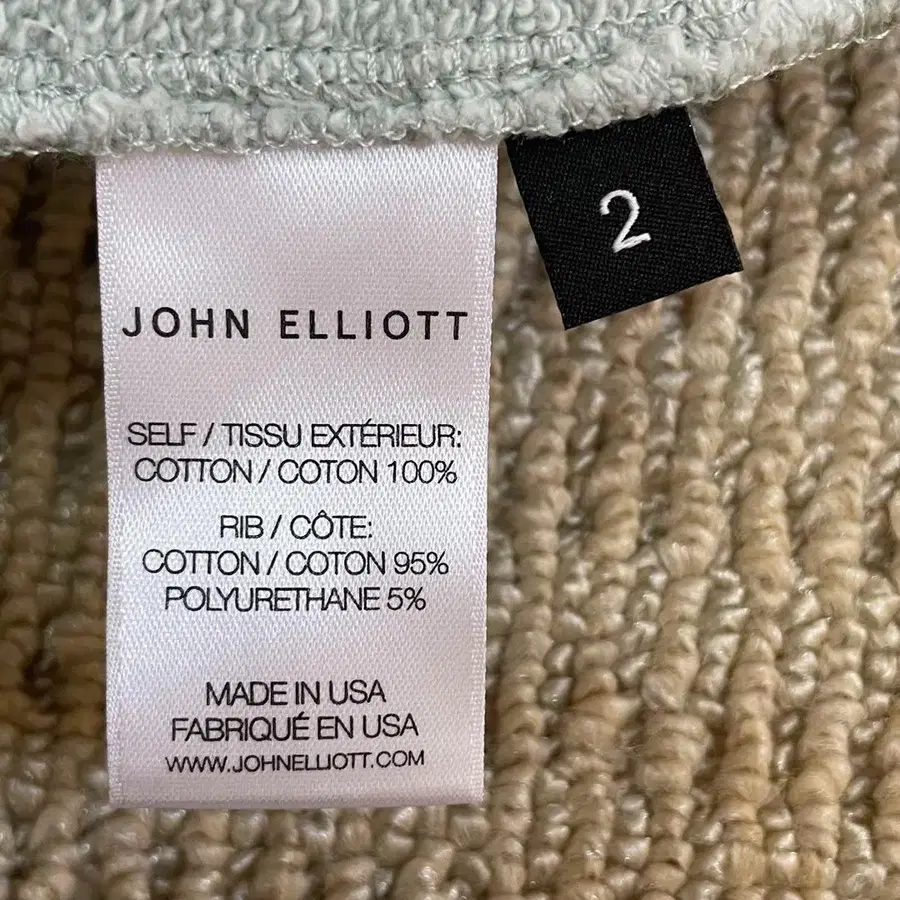 JOHN ELLIOTT
SELF / TISSU EXTÉRIEUR:
COTTON / COTON 100%
RIB / CÔTE:
COTTON / COTON 95%
POLYURETHANE 5%
MADE IN USA
FABRIQUÉ EN USA
WWW.JOHNELLIOTT.COM
2